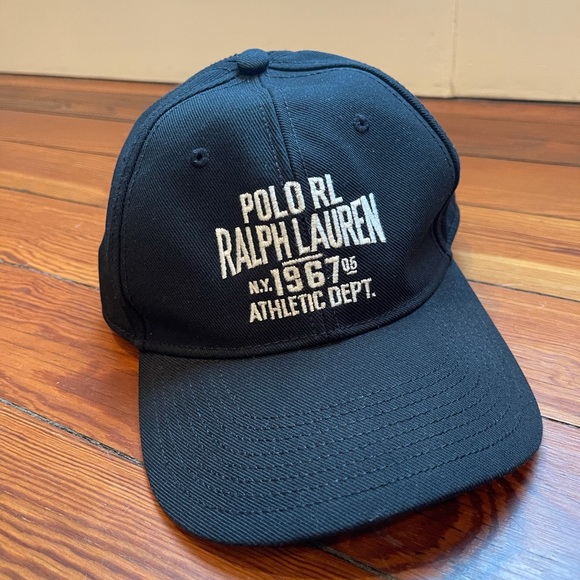 POLO RL
RALPH LAUREN
N.Y. 1967 05
ATHLETIC DEPT.